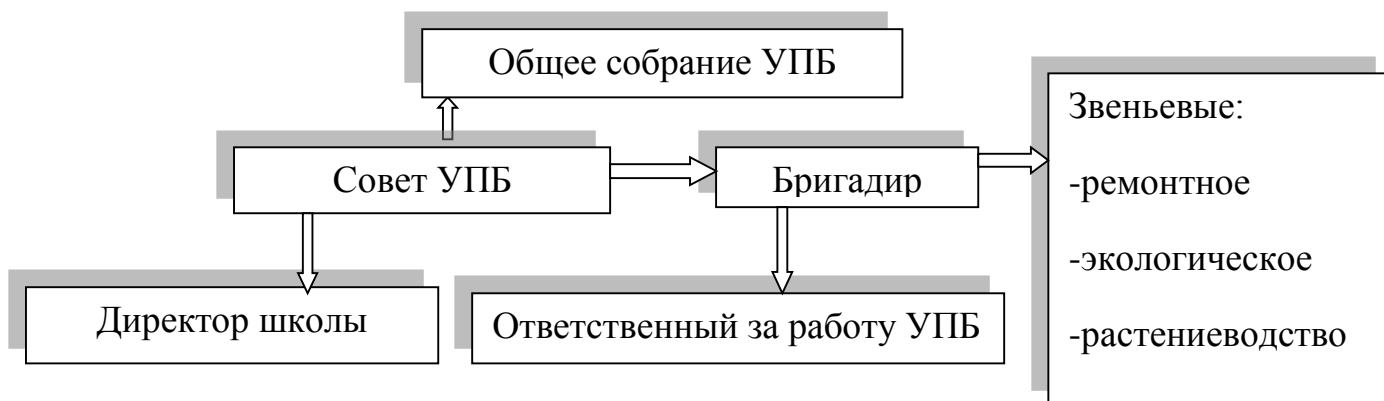 Общее собрание УПБ
Совет УПБ
Бригадир
Звеньевые:
-ремонтное
-экологическое
-растениеводство
Директор школы
Ответственный за работу УПБ